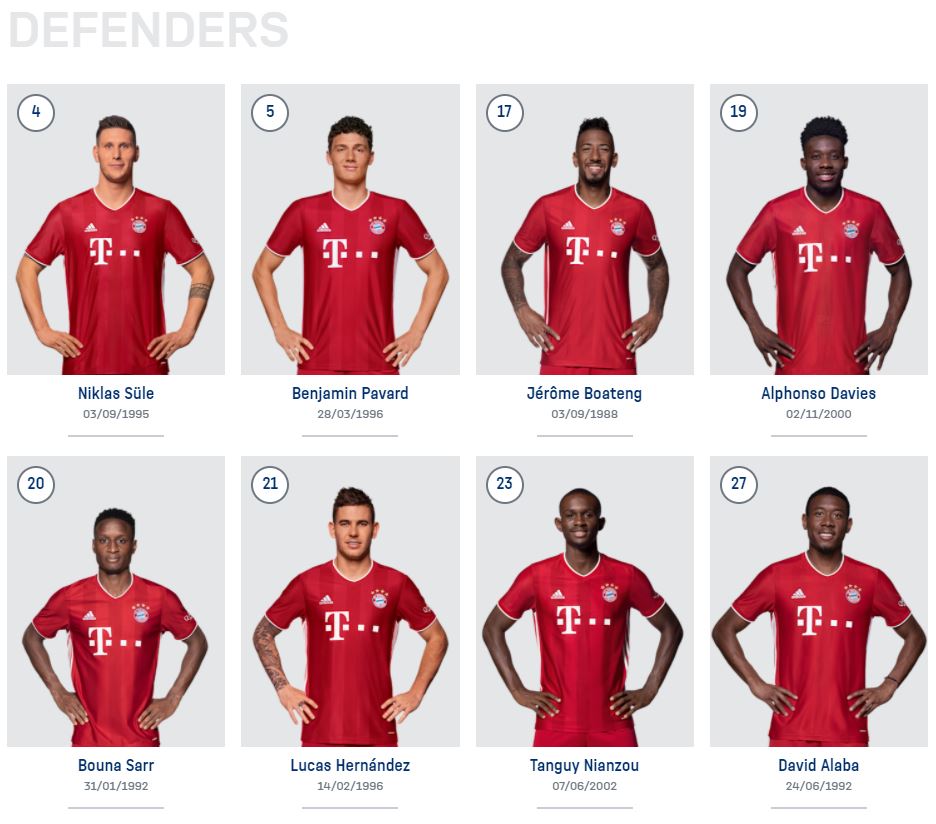 DEFENDERS
4
5
17
19
T
T
T
T
Niklas Süle
Benjamin Pavard
Jérôme Boateng
Alphonso Davies
03/09/1995
28/03/1996
03/09/1988
02/11/2000
20
21
23
27
T
T
T
T
Bouna Sarr
Lucas Hernández
Tanguy Nianzou
David Alaba
31/01/1992
14/02/1996
07/06/2002
24/06/1992